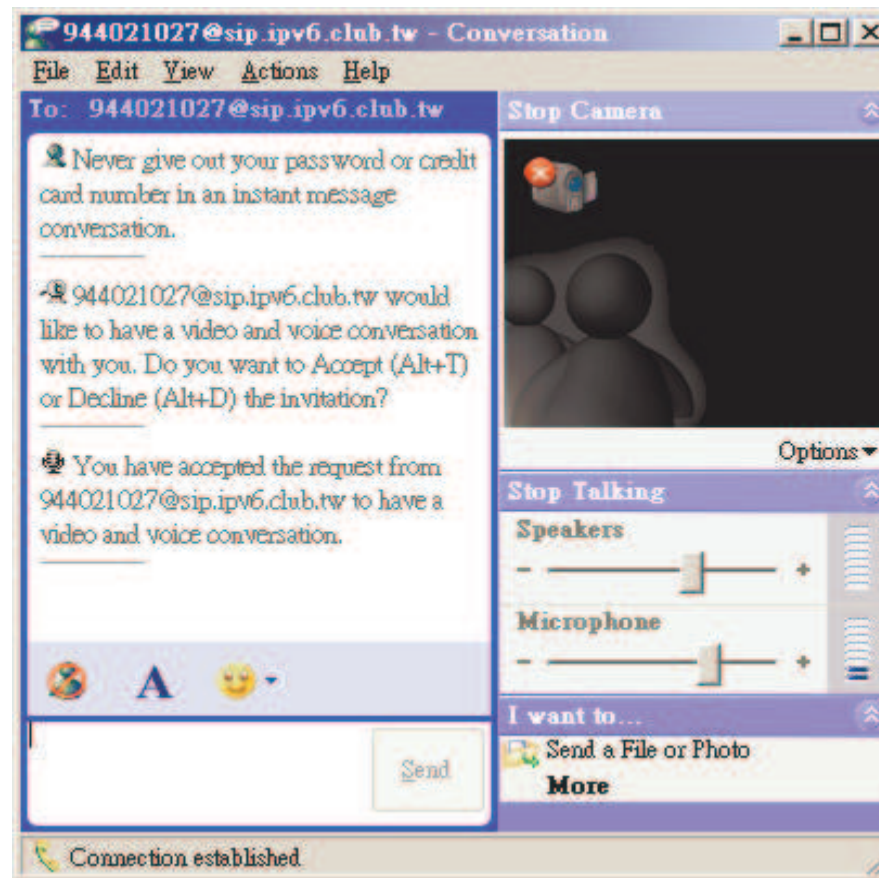 944021027@sip.ipv6.club.tw - Conversation
File Edit View Actions Help
To: 944021027@sip.ipv6.club.tw
Never give out your password or credit
card number in an instant message
conversation.
944021027@sip.ipv6.club.tw would
like to have a video and voice conversation
with you. Do you want to Accept (Alt+T)
or Decline (Alt+D) the invitation?
You have accepted the request from
944021027@sip.ipv6.club.tw to have a
video and voice conversation.
A
Send
Stop Camera
Options
Stop Talking
Speakers
- +
Microphone
- +
I want to...
Send a File or Photo
More
Connection established